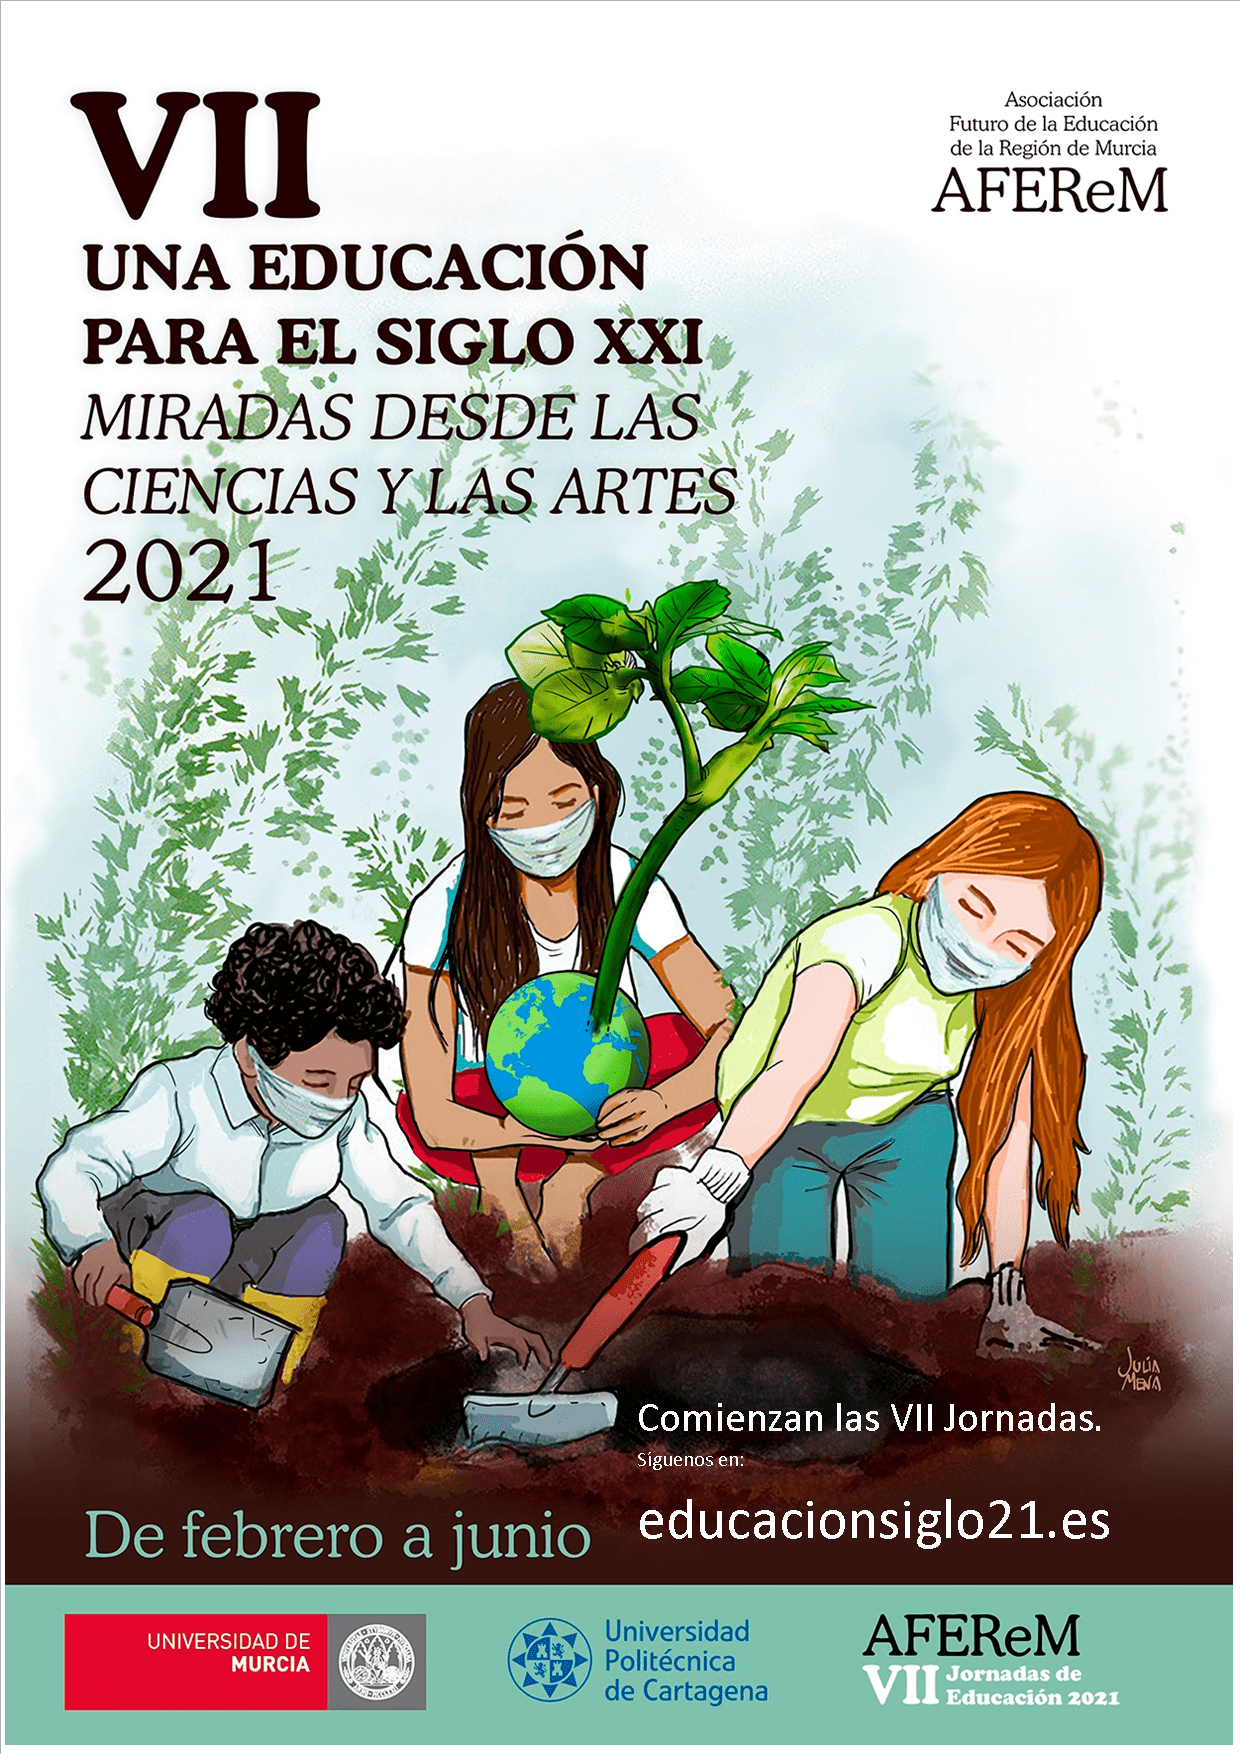 VII
UNA EDUCACIÓN
PARA EL SIGLO XXI
MIRADAS DESDE LAS
CIENCIAS Y LAS ARTES
2021
Asociación
Futuro de la Educación
de la Región de Murcia
AFEReM
JULIA
MENA
Comienzan las VII Jornadas.
Síguenos en:
educacionsiglo21.es
De febrero a junio
UNIVERSIDAD DE
MURCIA
Universidad
Politécnica
de Cartagena
AFEReM
VII Jornadas de
Educación 2021